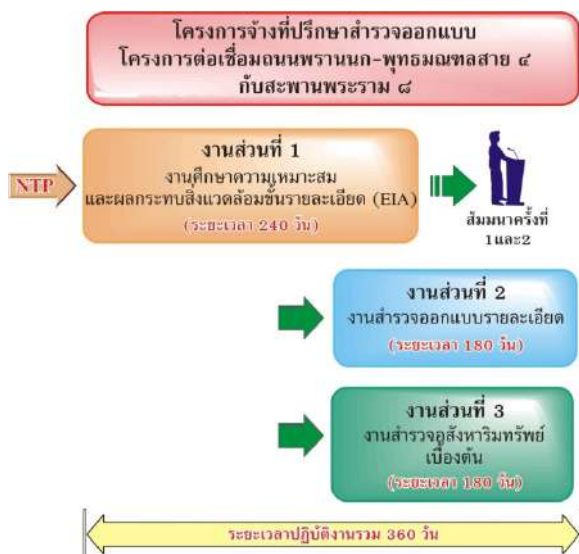 โครงการจ้างที่ปรึกษาสำรวจออกแบบ
โครงการต่อเชื่อมถนนพรานนก-พุทธมณฑลสาย ๔
กับสะพานพระราม ๘
NTP
งานส่วนที่ 1
งานศึกษาความเหมาะสม
และผลกระทบสิ่งแวดล้อมขั้นรายละเอียด (EIA)
(ระยะเวลา 240 วัน)
สัมมนาครั้งที่
1และ2
งานส่วนที่ 2
งานสำรวจออกแบบรายละเอียด
(ระยะเวลา 180 วัน)
งานส่วนที่ 3
งานสำรวจอสังหาริมทรัพย์
เบื้องต้น
(ระยะเวลา 180 วัน)
ระยะเวลาปฏิบัติงานรวม 360 วัน